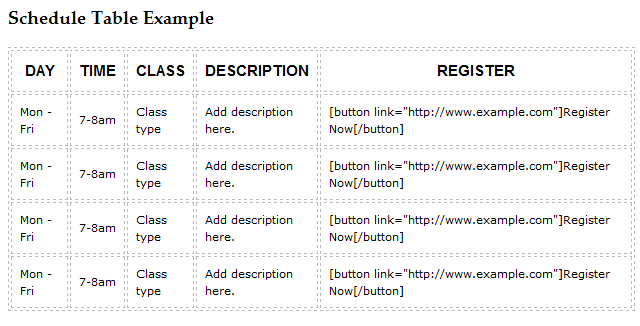 Schedule Table Example
DAY TIME CLASS DESCRIPTION REGISTER
Mon - Fri 7-8am Class type Add description here. [button link="http://www.example.com"]Register Now[/button]
Mon - Fri 7-8am Class type Add description here. [button link="http://www.example.com"]Register Now[/button]
Mon - Fri 7-8am Class type Add description here. [button link="http://www.example.com"]Register Now[/button]
Mon - Fri 7-8am Class type Add description here. [button link="http://www.example.com"]Register Now[/button]